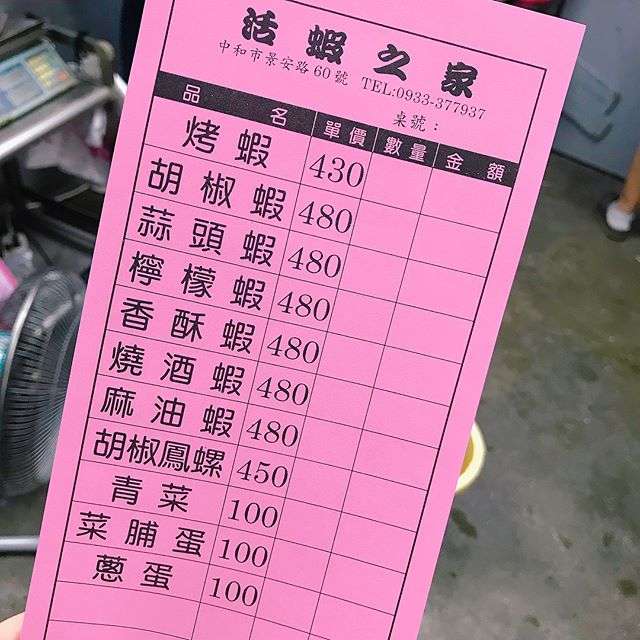 活蝦之家
中和市景安路60號 TEL:0933-377937
桌號：
品名 單價 數量 金額
烤蝦 430
胡椒蝦 480
蒜頭蝦 480
檸檬蝦 480
香酥蝦 480
燒酒蝦 480
麻油蝦 480
胡椒鳳螺 450
青菜 100
菜脯蛋 100
蔥蛋 100